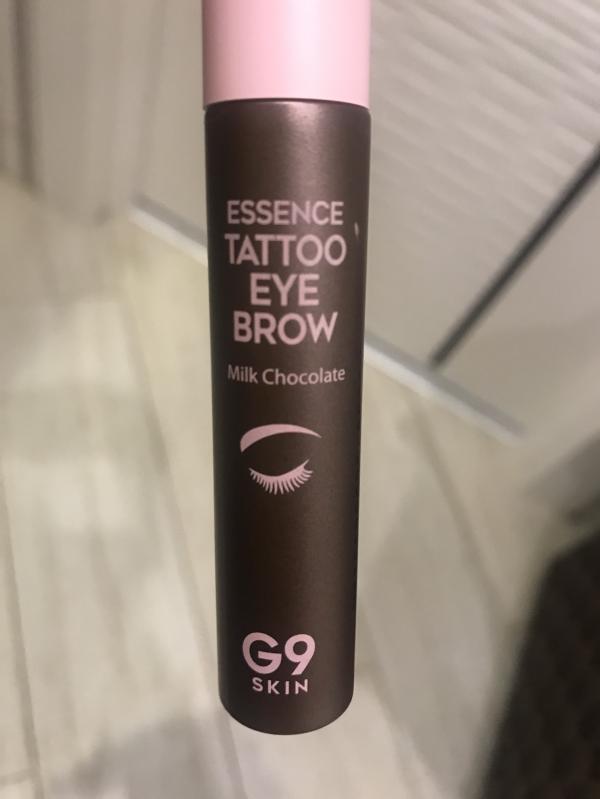 ESSENCE
TATTOO
EYE
BROW
Milk Chocolate
G9
SKIN